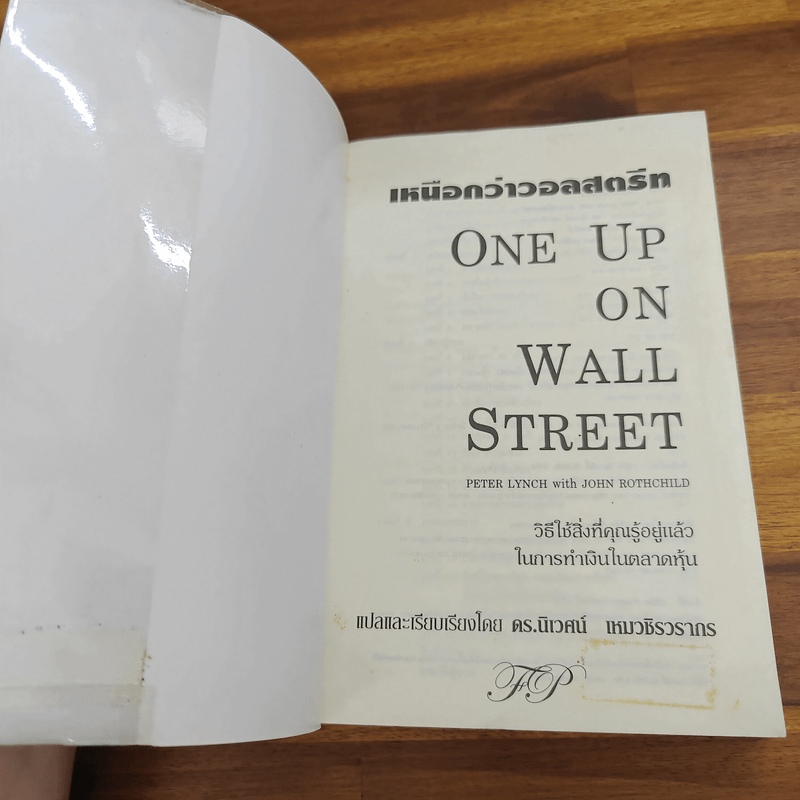 เหนือกว่าวอลสตรีท
ONE UP
ON
WALL
STREET
PETER LYNCH with JOHN ROTHCHILD
วิธีใช้สิ่งที่คุณรู้อยู่แล้ว
ในการทำเงินในตลาดหุ้น
แปลและเรียบเรียงโดย ดร.นิเวศน์ เหมวชิรวรากร
FP